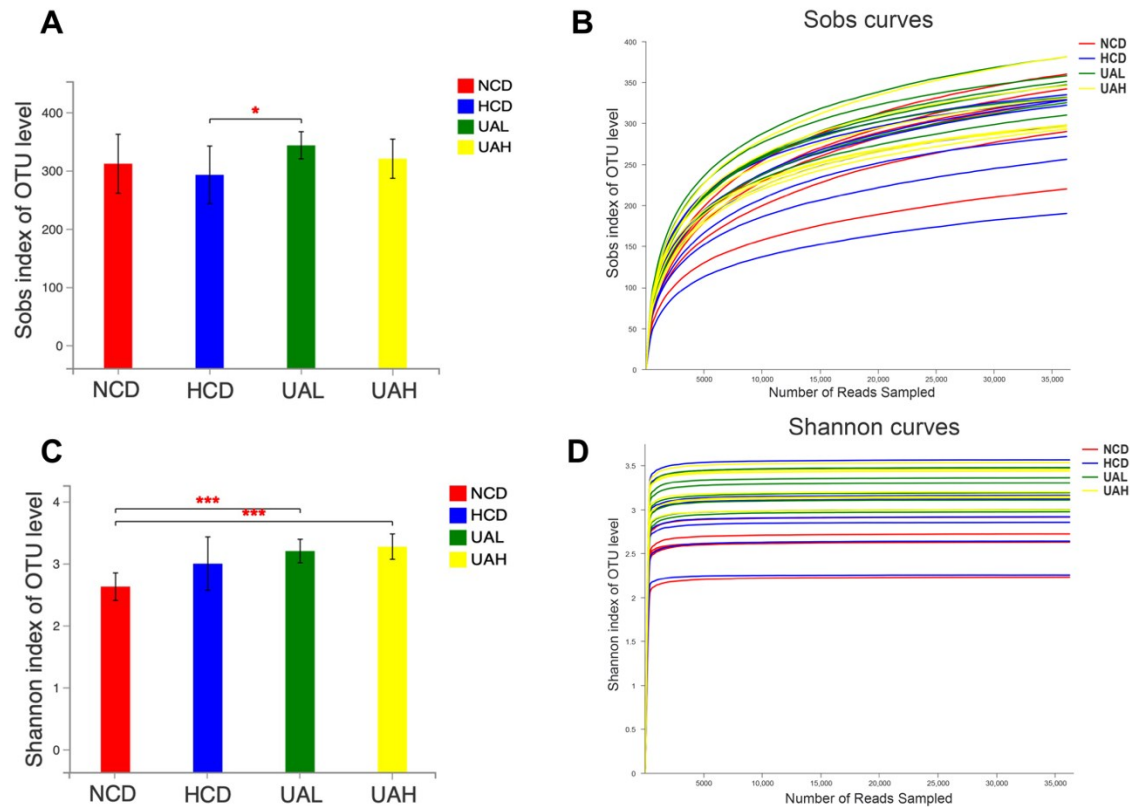 A
Sobs index of OTU level
400
300
400
100
0
*
NCD
HCD
UAL
UAH
NCD
HCD
UAL
UAH
B
Sobs curves
Sobs index of OTU level
400
350
300
250
200
150
100
50
0
5000
10,000
15,000
20,000
25,000
30,000
35,000
Number of Reads Sampled
NCD
HCD
UAL
UAH
C
Shannon index of OTU level
4
3
2
1
0
***
***
NCD
HCD
UAL
UAH
NCD
HCD
UAL
UAH
D
Shannon curves
Shannon index of OTU level
3.5
3
2.5
2
1.5
1
0.5
0
5000
10,000
15,000
20,000
25,000
30,000
35,000
Number of Reads Sampled
NCD
HCD
UAL
UAH